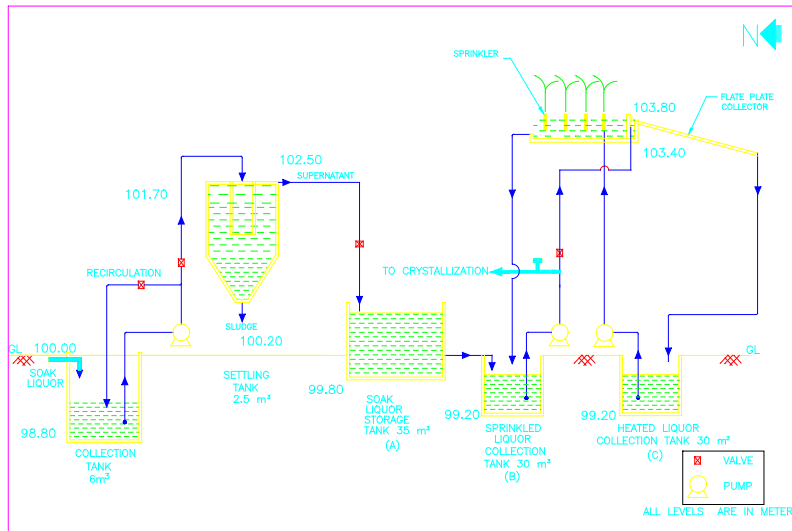 N
SPRINKLER
103.80
FLATE PLATE
COLLECTOR
103.40
102.50
SUPERNATANT
101.70
RECIRCULATION
TO CRYSTALLIZATION
SLUDGE
100.20
GL
100.00
SOAK
LIQUOR
GL
SETTLING
TANK
2.5 m³
99.80
SOAK
LIQUOR
STORAGE
TANK 35 m³
(A)
99.20
SPRINKLED
LIQUOR
COLLECTION
TANK 30 m³
(B)
99.20
HEATED LIQUOR
COLLECTION TANK 30 m³
(C)
98.80
COLLECTION
TANK
6m³
VALVE
PUMP
ALL LEVELS ARE IN METER